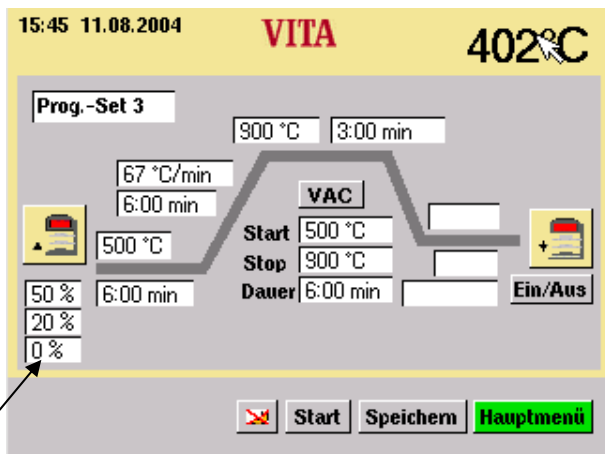 15:45 11.08.2004
VITA
402°C
Prog.-Set 3
900 °C 3:00 min
67 °C/min
6:00 min
VAC
500 °C
Start 500 °C
Stop 900 °C
50 % 6:00 min Dauer 6:00 min Ein/Aus
20 %
0 %
Start Speichern Hauptmenü